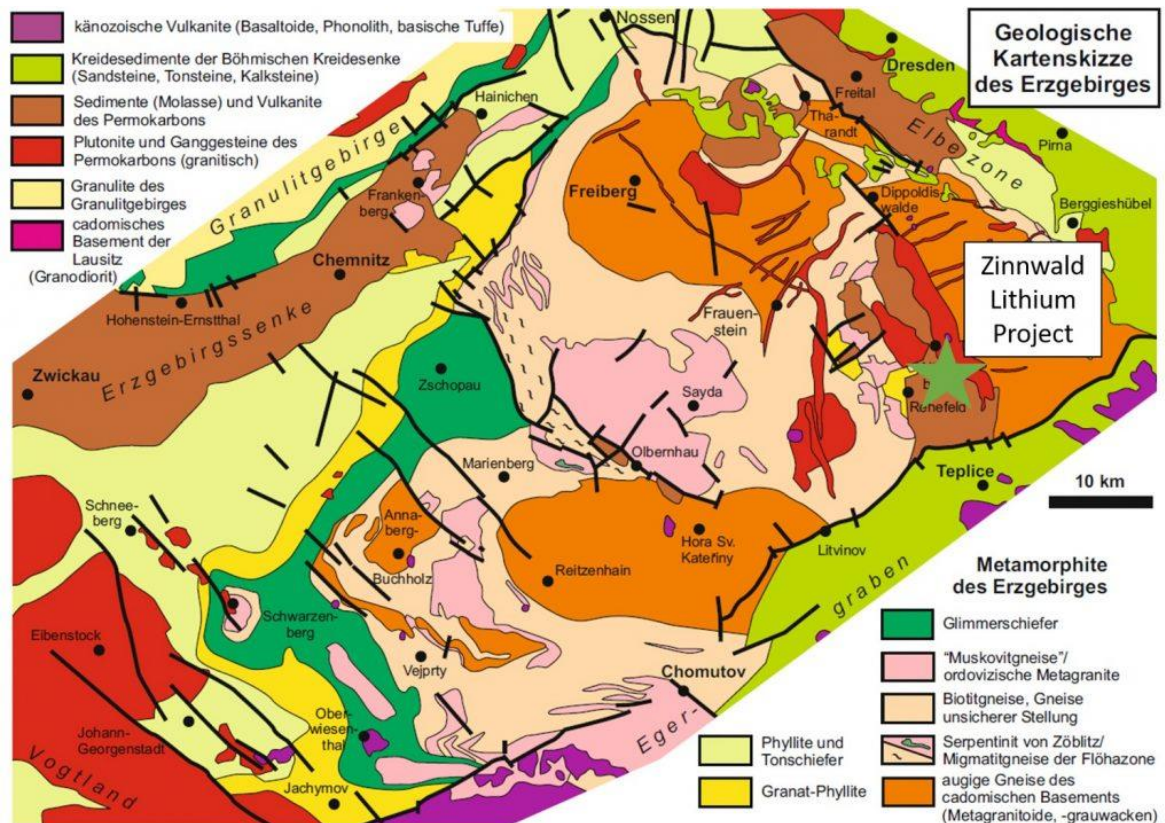 känozoische Vulkanite (Basaltoide, Phonolith, basische Tuffe)
Kreidesedimente der Böhmischen Kreidesenke
(Sandsteine, Tonsteine, Kalksteine)
Sedimente (Molasse) und Vulkanite
des Permokarbons
Plutonite und Ganggesteine des
Permokarbons (granitisch)
Granulite des
Granulitgebirges
cadomisches
Basement der
Lausitz
(Granodiorit)
Geologische
Kartenskizze
des Erzgebirges
Nossen
Dresden
Hainichen
Freital
Tha-
randt
Elbezone
Pirna
Granulitgebirge
Franken-
berg
Freiberg
Dippoldis-
walde
Berggieshübel
Chemnitz
Zinnwald
Lithium
Project
Hohenstein-Ernstthal
Frauen-
stein
Erzgebirgssenke
Zwickau
Zschopau
Sayda
Rehefeld
Olbernhau
Marienberg
Teplice
10 km
Schnee-
berg
Anna-
berg-
Buchholz
Hora Sv.
Kateřiny
Litvinov
Reitzenhain
Metamorphite
des Erzgebirges
Schwarzen-
berg
Eibenstock
Glimmerschiefer
Vejprty
Chomutov
"Muskovitgneise"/
ordovizische Metagranite
Eger-
graben
Biotitgneise, Gneise
unsicherer Stellung
Johann-
Georgenstadt
Ober-
wiesen-
thal
Phyllite und
Tonschiefer
Serpentinit von Zöblitz/
Migmatitgneise der Flöhazone
Vogtland
Jachymov
Granat-Phyllite
augige Gneise des
cadomischen Basements
(Metagranitoide, -grauwacken)